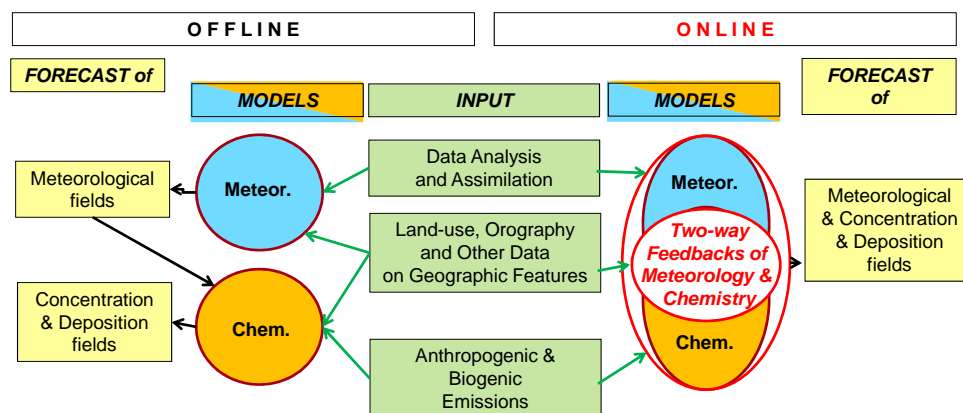 OFFLINE
ONLINE
FORECAST of
MODELS
INPUT
MODELS
FORECAST
of
Meteorological
fields
Meteor.
Data Analysis
and Assimilation
Meteor.
Meteorological
& Concentration
& Deposition
fields
Land-use, Orography
and Other Data
on Geographic Features
Two-way
Feedbacks of
Meteorology &
Chemistry
Concentration
& Deposition
fields
Chem.
Anthropogenic &
Biogenic
Emissions
Chem.